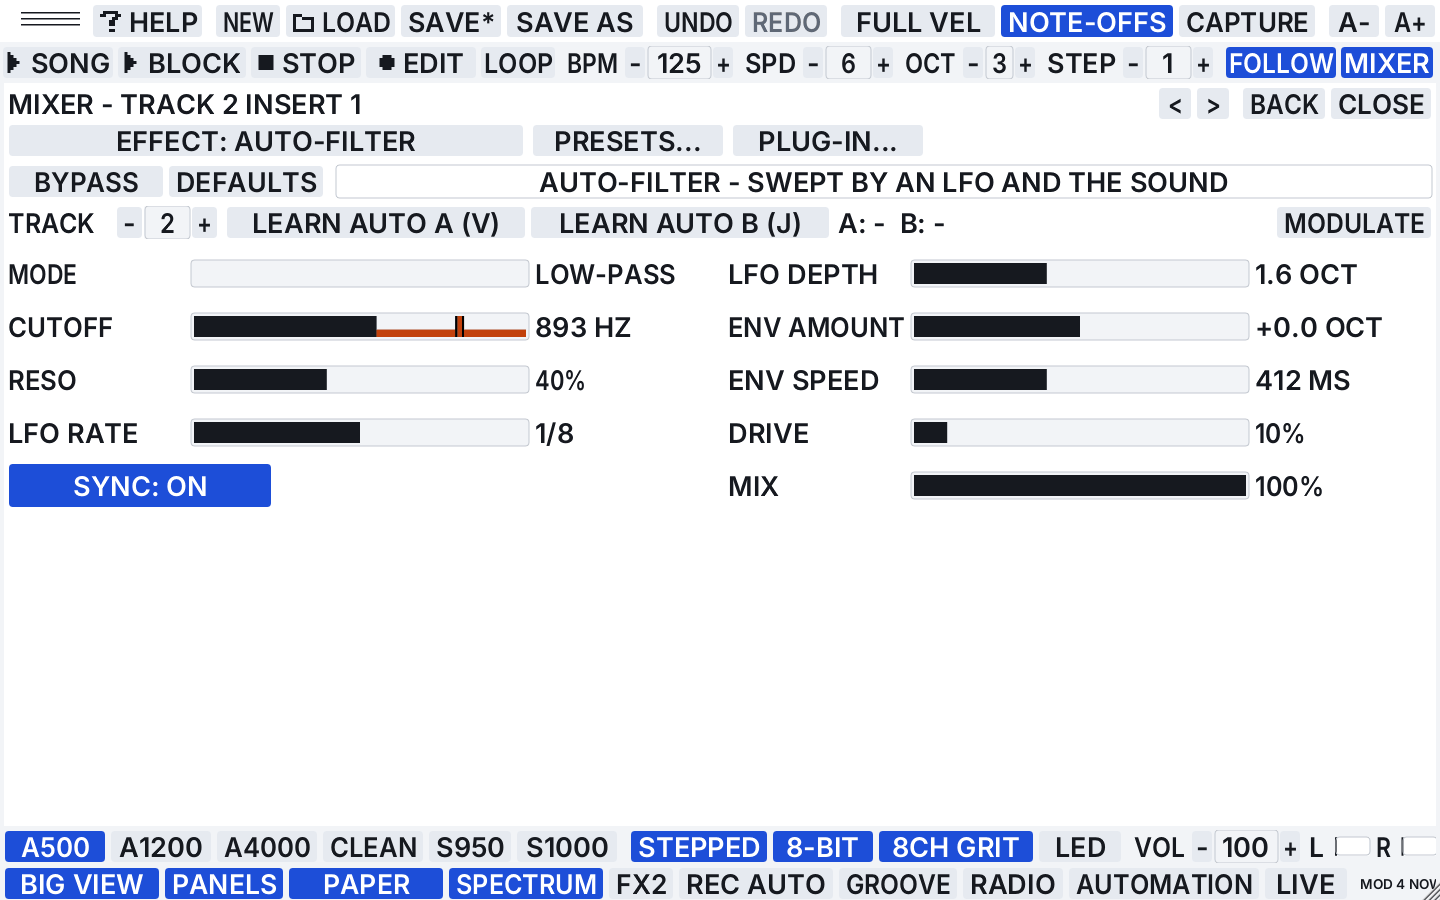 HELP NEW LOAD SAVE* SAVE AS UNDO REDO FULL VEL NOTE-OFFS CAPTURE A- A+
SONG BLOCK STOP EDIT LOOP BPM - 125 + SPD - 6 + OCT - 3 + STEP - 1 + FOLLOW MIXER
MIXER - TRACK 2 INSERT 1 < > BACK CLOSE
EFFECT: AUTO-FILTER PRESETS... PLUG-IN...
BYPASS DEFAULTS AUTO-FILTER - SWEPT BY AN LFO AND THE SOUND
TRACK - 2 + LEARN AUTO A (V) LEARN AUTO B (J) A: - B: - MODULATE
MODE LOW-PASS LFO DEPTH 1.6 OCT
CUTOFF 893 HZ ENV AMOUNT +0.0 OCT
RESO 40% ENV SPEED 412 MS
LFO RATE 1/8 DRIVE 10%
SYNC: ON MIX 100%
A500 A1200 A4000 CLEAN S950 S1000 STEPPED 8-BIT 8CH GRIT LED VOL - 100 + L R
BIG VIEW PANELS PAPER SPECTRUM FX2 REC AUTO GROOVE RADIO AUTOMATION LIVE MOD 4 NOW